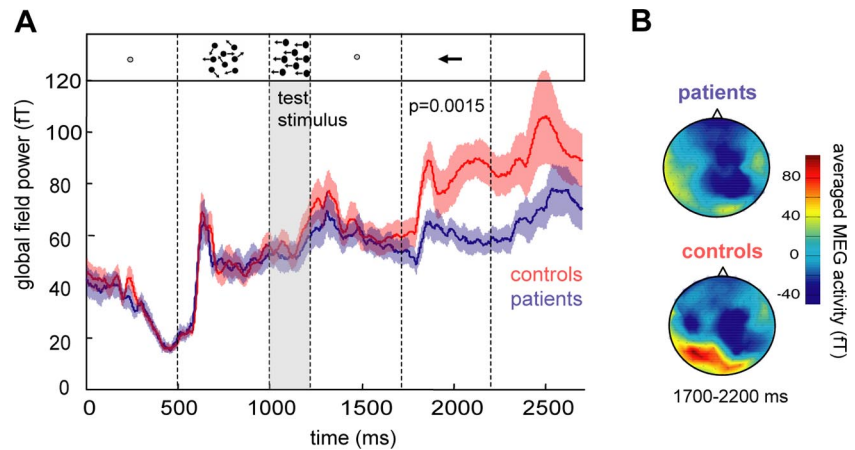 A
B
120
100
80
60
40
20
0
global field power (fT)
test
stimulus
p=0.0015
controls
patients
0
500
1000
1500
2000
2500
time (ms)
patients
controls
1700-2200 ms
80
40
0
-40
averaged MEG activity (fT)